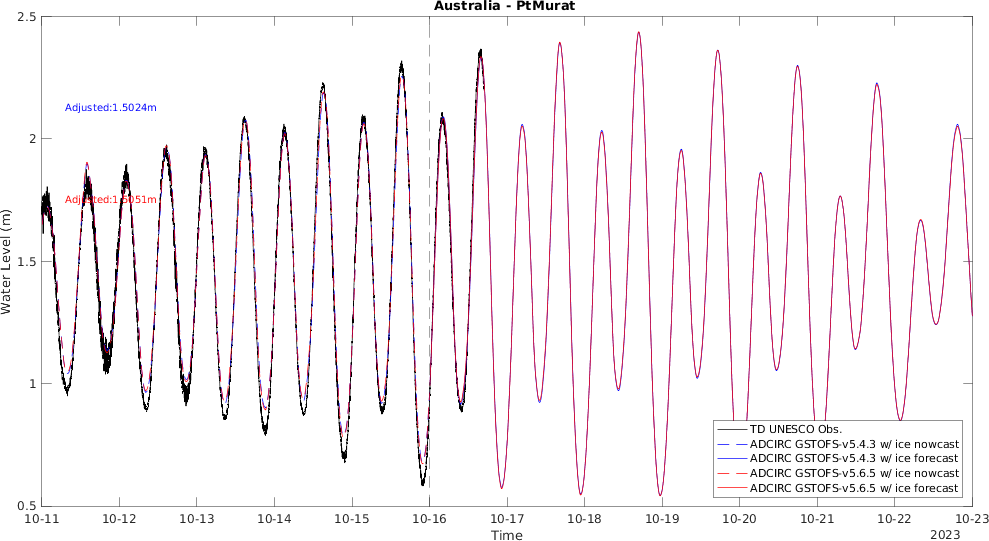 Australia - PtMurat
2.5
2
1.5
1
0.5
Water Level (m)
Adjusted:1.5024m
Adjusted:1.5051m
TD UNESCO Obs.
ADCIRC GSTOFS-v5.4.3 w/ ice nowcast
ADCIRC GSTOFS-v5.4.3 w/ ice forecast
ADCIRC GSTOFS-v5.6.5 w/ ice nowcast
ADCIRC GSTOFS-v5.6.5 w/ ice forecast
10-11 10-12 10-13 10-14 10-15 10-16 10-17 10-18 10-19 10-20 10-21 10-22 10-23
Time
2023